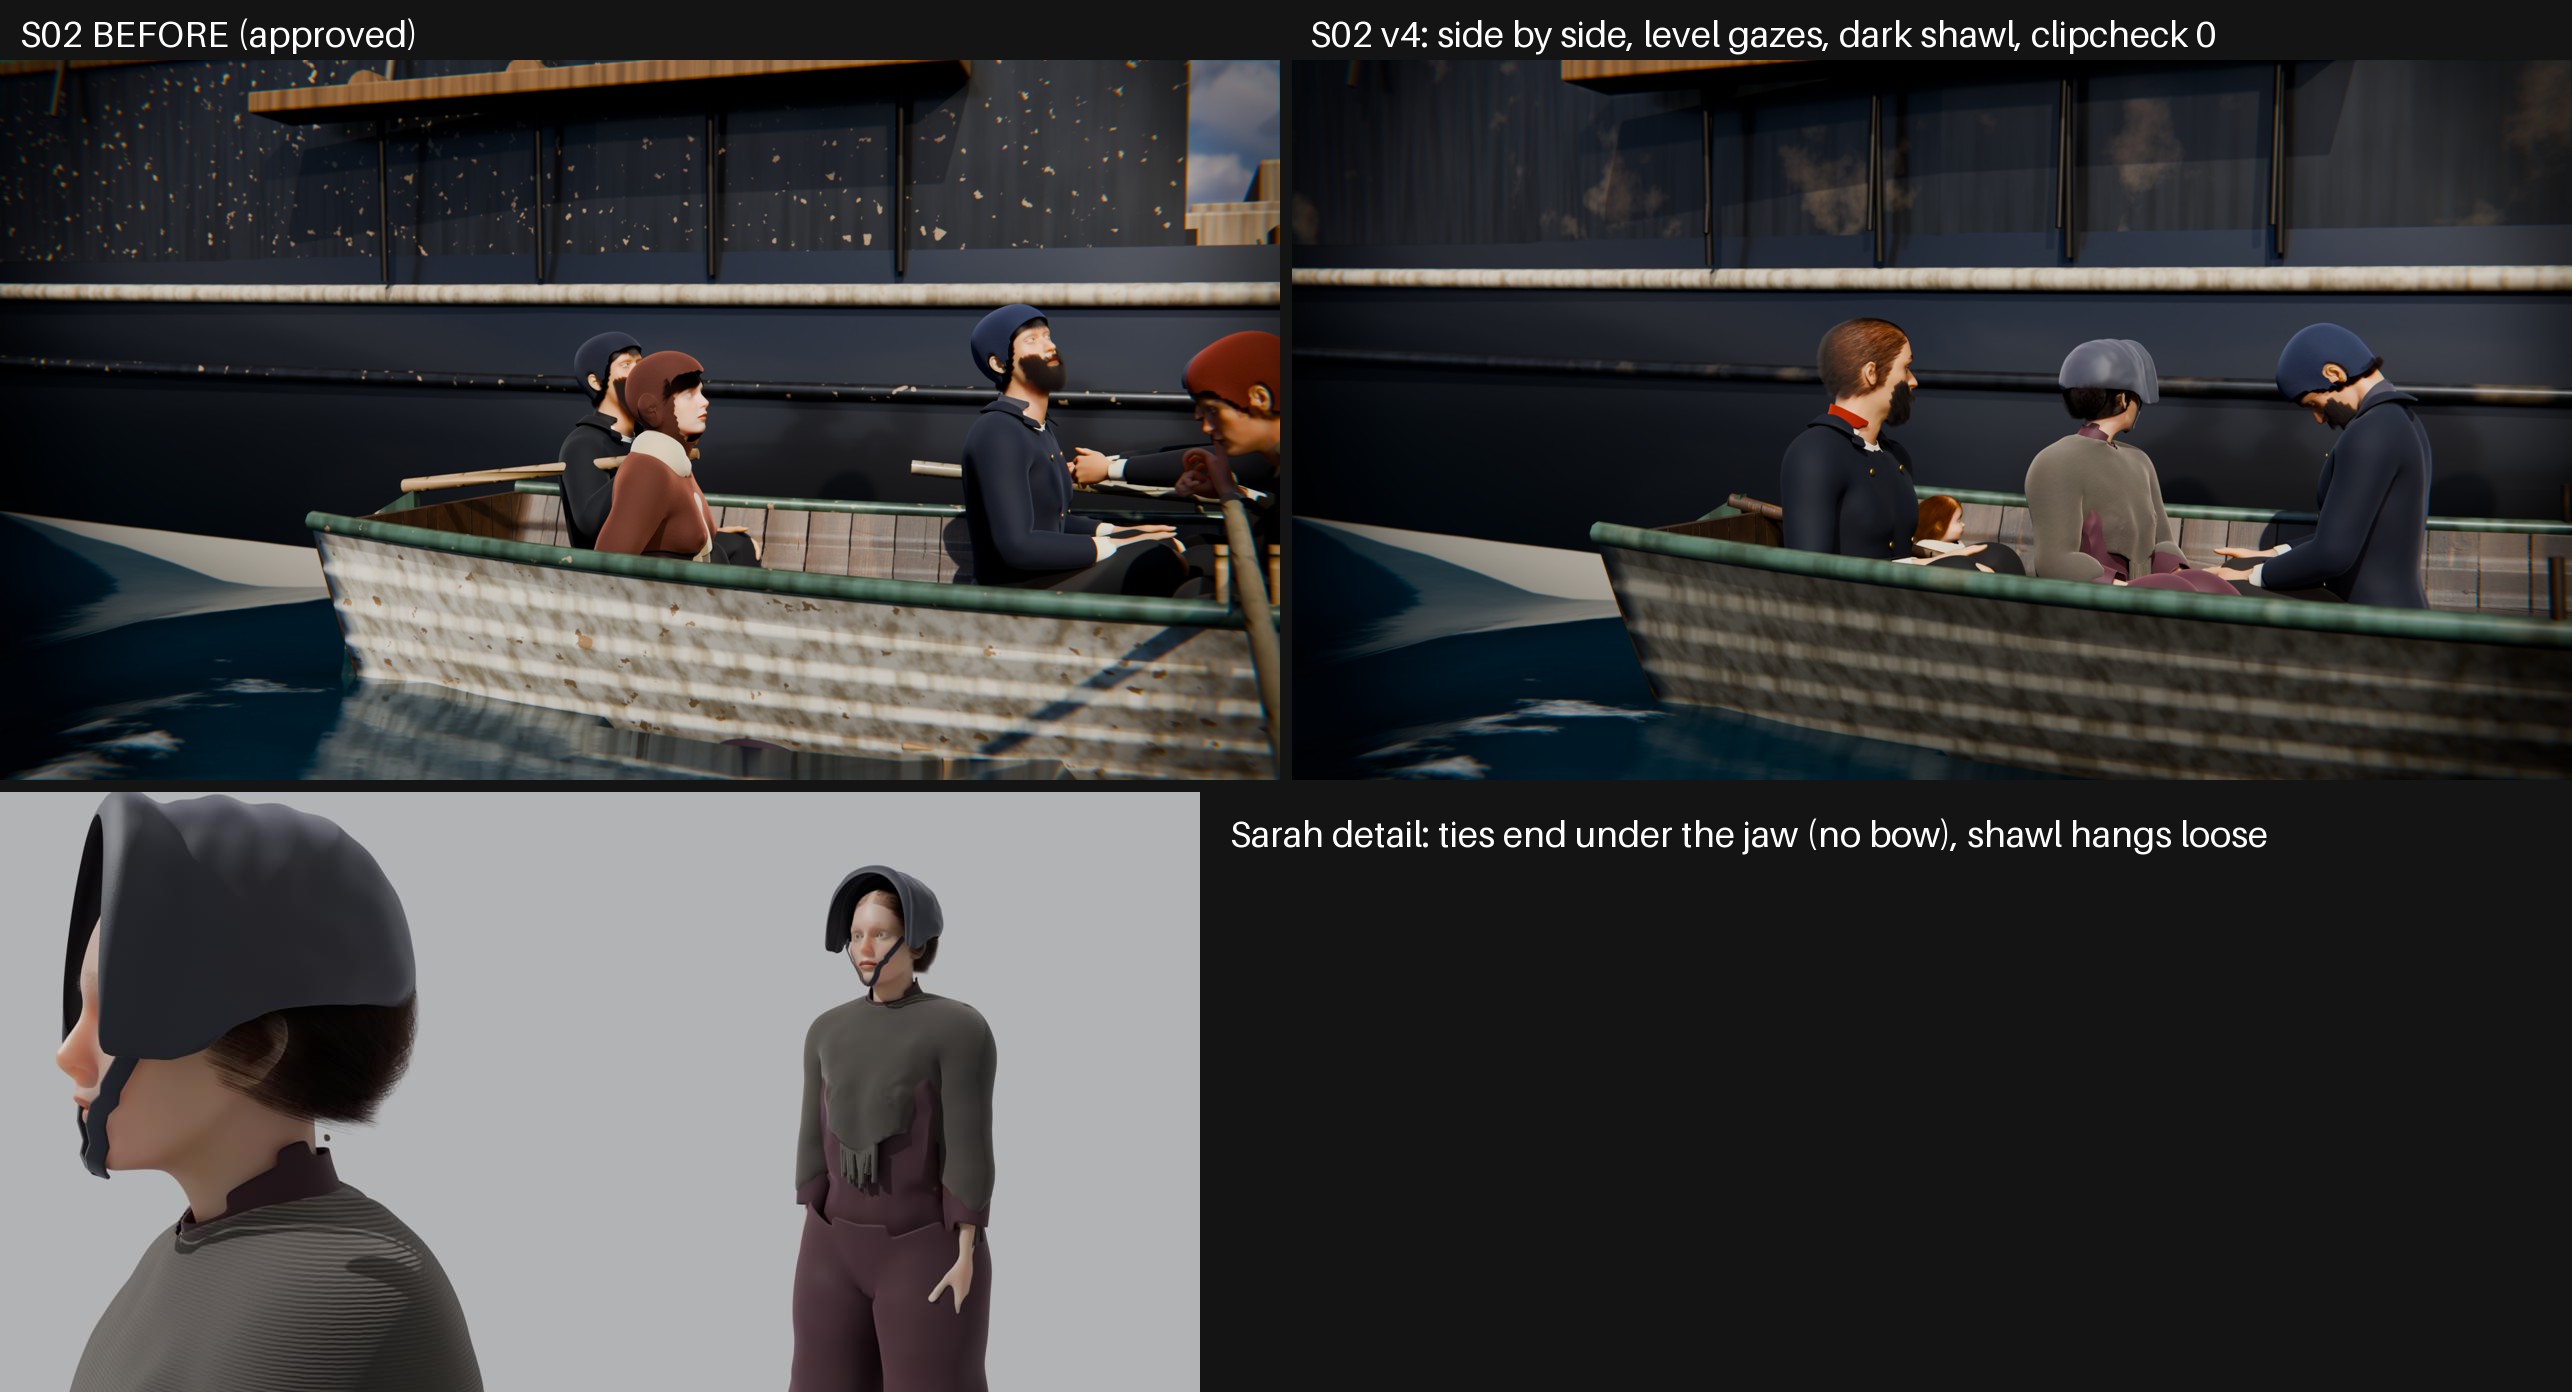 S02 BEFORE (approved)
S02 v4: side by side, level gazes, dark shawl, clipcheck 0
Sarah detail: ties end under the jaw (no bow), shawl hangs loose